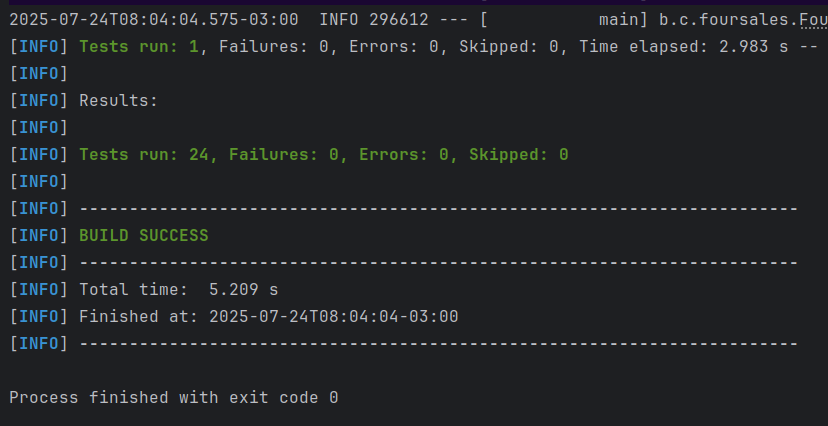 2025-07-24T08:04:04.575-03:00  INFO 296612 --- [           main] b.c.foursales.Fou
[INFO] Tests run: 1, Failures: 0, Errors: 0, Skipped: 0, Time elapsed: 2.983 s --
[INFO]
[INFO] Results:
[INFO]
[INFO] Tests run: 24, Failures: 0, Errors: 0, Skipped: 0
[INFO]
[INFO] ------------------------------------------------------------------------
[INFO] BUILD SUCCESS
[INFO] ------------------------------------------------------------------------
[INFO] Total time:  5.209 s
[INFO] Finished at: 2025-07-24T08:04:04-03:00
[INFO] ------------------------------------------------------------------------
Process finished with exit code 0